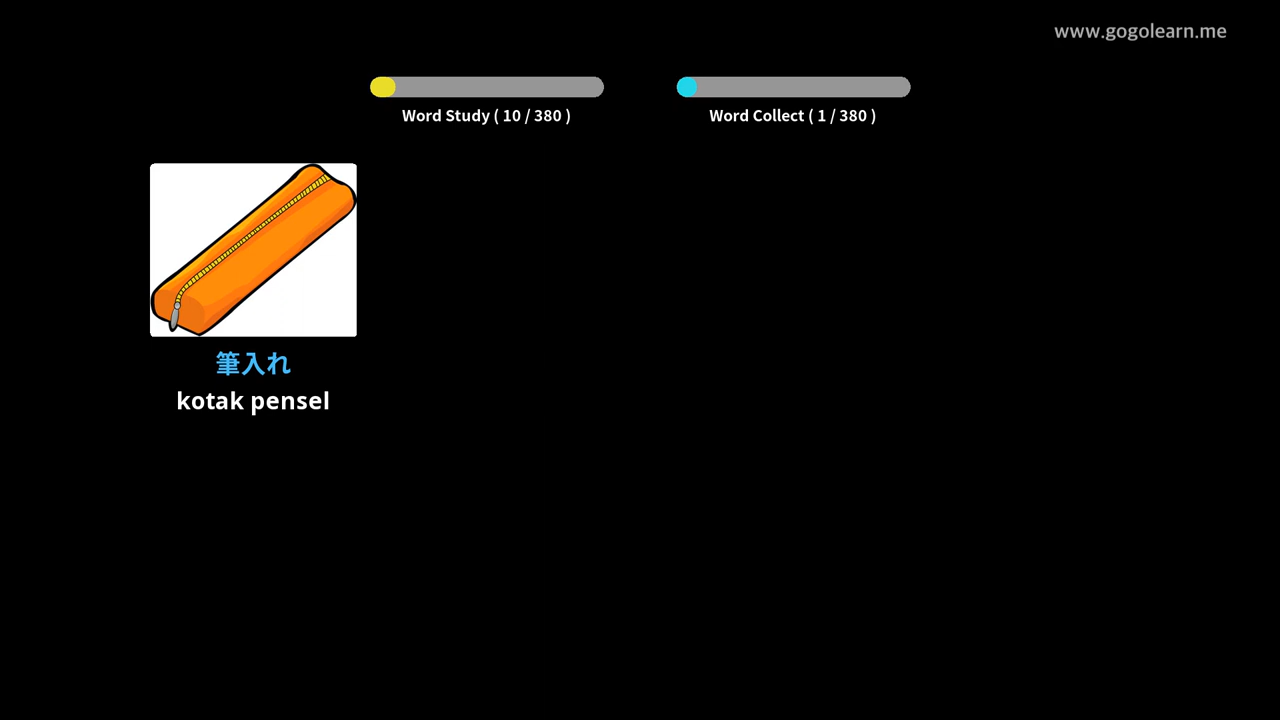 www.gogolearn.me
Word Study ( 10 / 380 )
Word Collect ( 1 / 380 )
筆入れ
kotak pensel